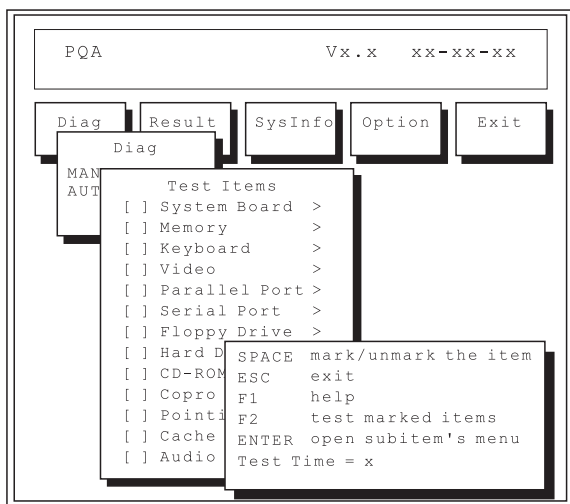 PQA Vx.x xx-xx-xx
Diag Result SysInfo Option Exit
Diag
MAN
AUT
Test Items
[ ] System Board >
[ ] Memory >
[ ] Keyboard >
[ ] Video >
[ ] Parallel Port >
[ ] Serial Port >
[ ] Floppy Drive >
[ ] Hard D
[ ] CD-ROM
[ ] Copro
[ ] Pointi
[ ] Cache
[ ] Audio
SPACE mark/unmark the item
ESC exit
F1 help
F2 test marked items
ENTER open subitem's menu
Test Time = x